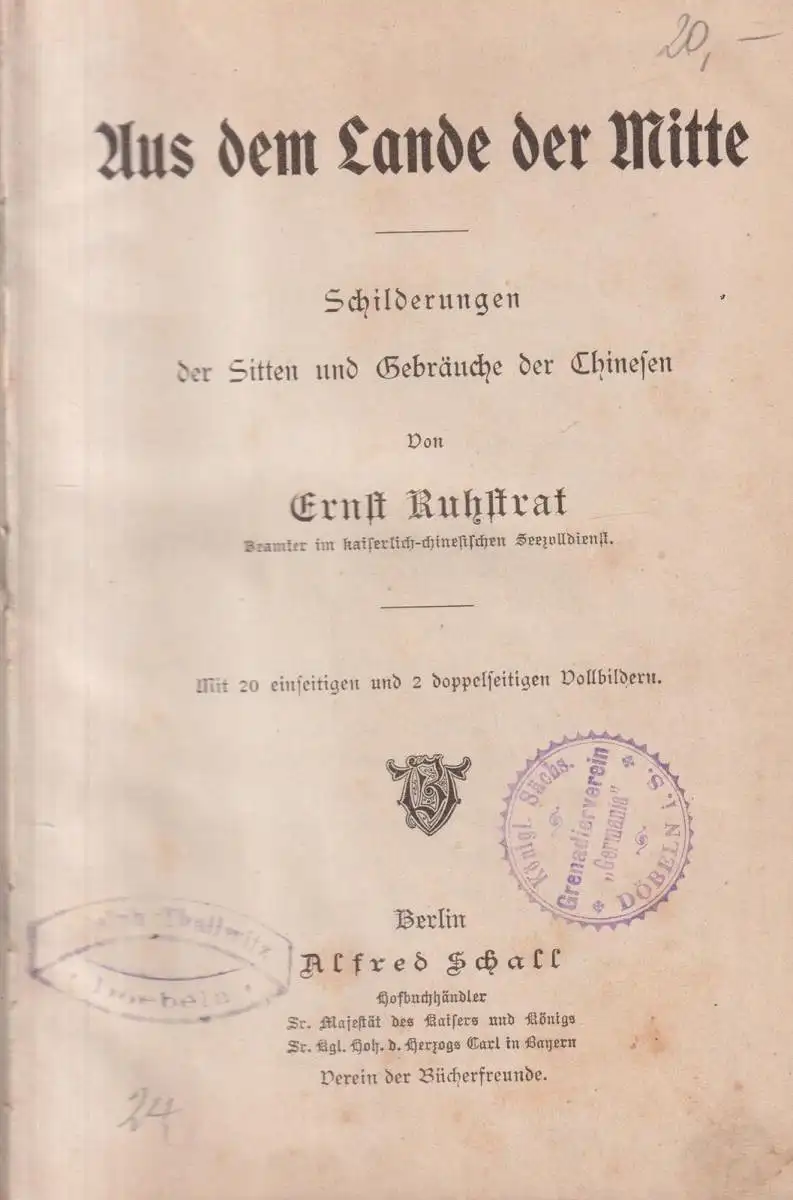 20,—
Aus dem Lande der Mitte
Schilderungen
der Sitten und Gebräuche der Chinesen
Von
Ernst Ruhstrat
Beamter im kaiserlich-chinesischen Seezolldienst.
Mit 20 einseitigen und 2 doppelseitigen Vollbildern.
Königl. Sächs.
Grenadierverein
„Germania"
DÖBELN i. S.
Berlin
Alfred Schall
Hofbuchhändler
Sr. Majestät des Kaisers und Königs
Sr. Kgl. Hoh. d. Herzogs Carl in Bayern
Verein der Bücherfreunde.
24